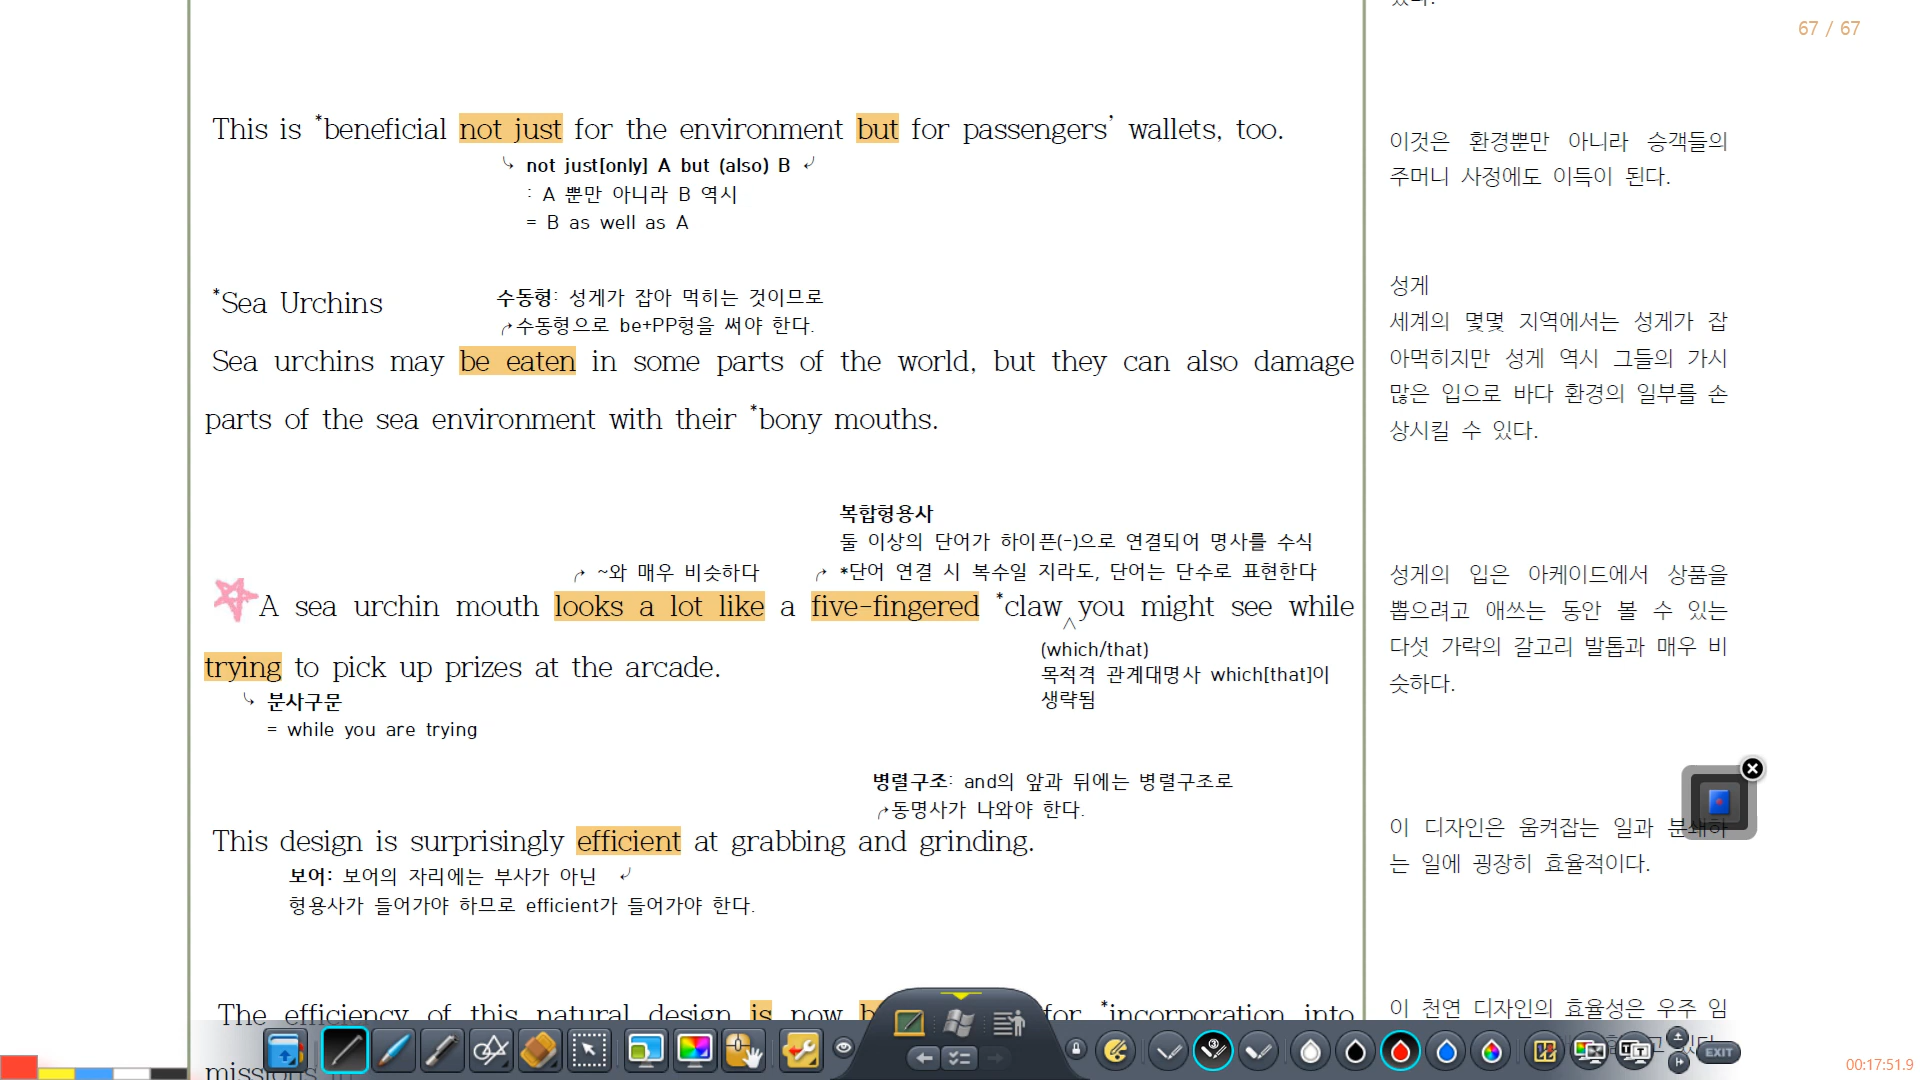 67 / 67
This is *beneficial not just for the environment but for passengers' wallets, too.
not just[only] A but (also) B
: A 뿐만 아니라 B 역시
= B as well as A
이것은 환경뿐만 아니라 승객들의
주머니 사정에도 이득이 된다.
*Sea Urchins
수동형: 성게가 잡아 먹히는 것이므로
수동형으로 be+PP형을 써야 한다.
Sea urchins may be eaten in some parts of the world, but they can also damage
parts of the sea environment with their *bony mouths.
성게
세계의 몇몇 지역에서는 성게가 잡
아먹히지만 성게 역시 그들의 가시
많은 입으로 바다 환경의 일부를 손
상시킬 수 있다.
복합형용사
둘 이상의 단어가 하이픈(-)으로 연결되어 명사를 수식
~와 매우 비슷하다
*단어 연결 시 복수일 지라도, 단어는 단수로 표현한다
A sea urchin mouth looks a lot like a five-fingered *claw you might see while
(which/that)
목적격 관계대명사 which[that]이
생략됨
trying to pick up prizes at the arcade.
분사구문
= while you are trying
성게의 입은 아케이드에서 상품을
뽑으려고 애쓰는 동안 볼 수 있는
다섯 가락의 갈고리 발톱과 매우 비
슷하다.
병렬구조: and의 앞과 뒤에는 병렬구조로
동명사가 나와야 한다.
This design is surprisingly efficient at grabbing and grinding.
보어: 보어의 자리에는 부사가 아닌
형용사가 들어가야 하므로 efficient가 들어가야 한다.
이 디자인은 움켜잡는 일과 분쇄하
는 일에 굉장히 효율적이다.
The efficiency of this natural design is now for *incorporation into
이 천연 디자인의 효율성은 우주 임
EXIT
00:17:51.9